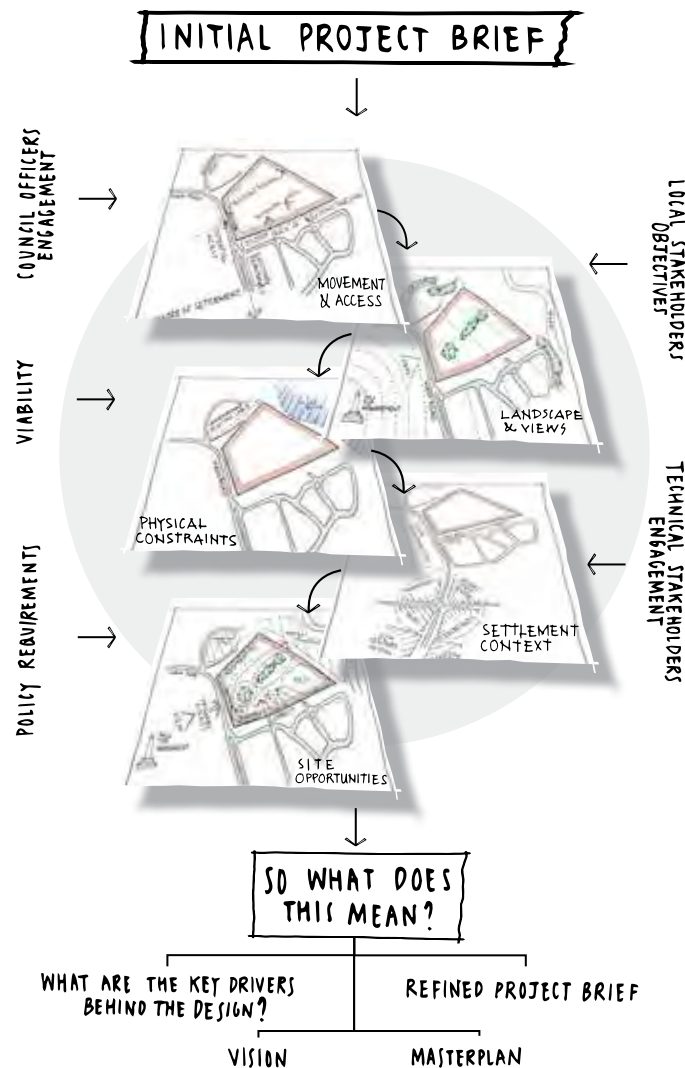 INITIAL PROJECT BRIEF
COUNCIL OFFICERS
ENGAGEMENT
LOCAL STAKEHOLDERS
OBJECTIVES
MOVEMENT
& ACCESS
LANDSCAPE
& VIEWS
VIABILITY
PHYSICAL
CONSTRAINTS
TECHNICAL STAKEHOLDERS
ENGAGEMENT
SETTLEMENT
CONTEXT
POLICY REQUIREMENTS
SITE
OPPORTUNITIES
SO WHAT DOES
THIS MEAN?
WHAT ARE THE KEY DRIVERS
BEHIND THE DESIGN?
REFINED PROJECT BRIEF
VISION
MASTERPLAN